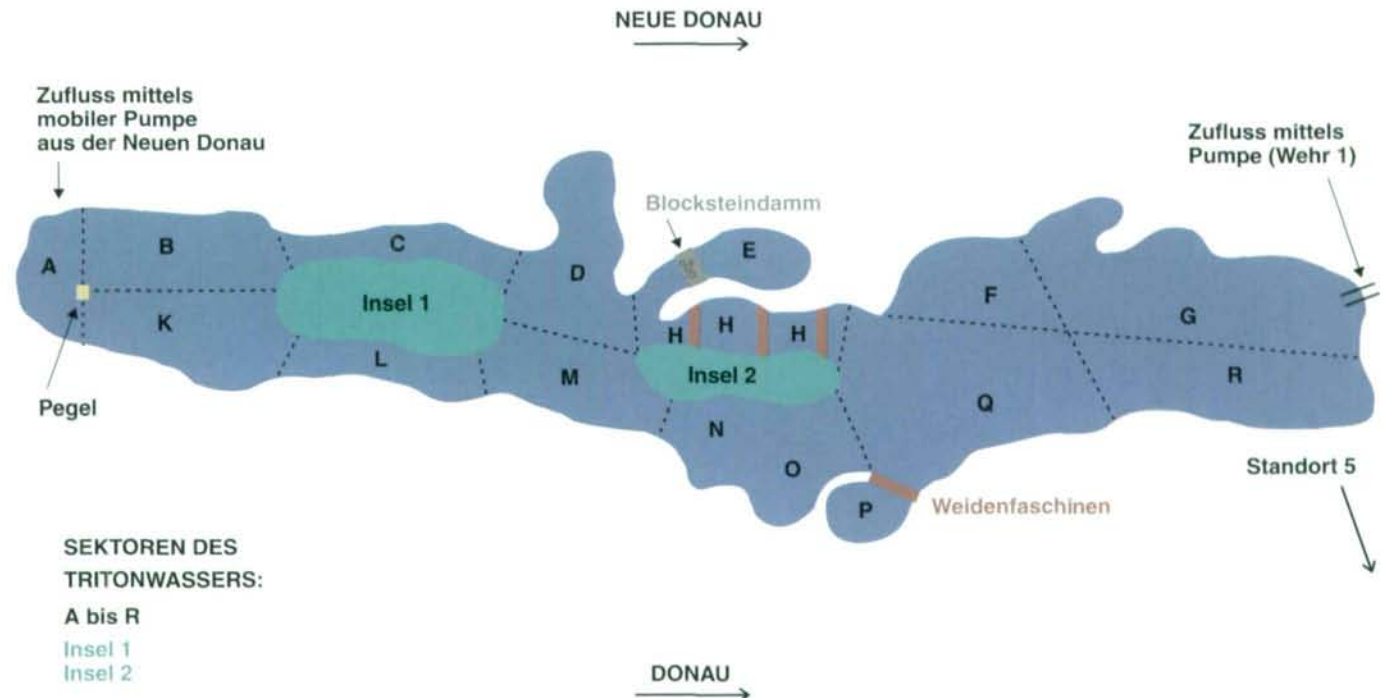 NEUE DONAU
Zufluss mittels
mobiler Pumpe
aus der Neuen Donau
Zufluss mittels
Pumpe (Wehr 1)
Blocksteindamm
A
B
C
D
E
F
G
H
H
H
Insel 1
Insel 2
K
L
M
N
O
P
Q
R
Pegel
Weidenfaschinen
Standort 5
SEKTOREN DES
TRITONWASSERS:
A bis R
Insel 1
Insel 2
DONAU